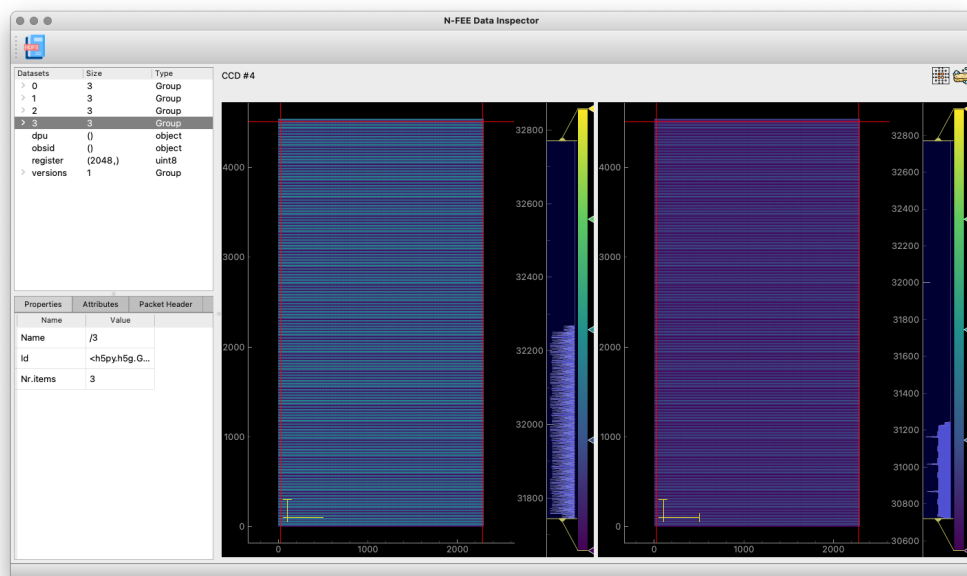 N-FEE Data Inspector
HDF5
Datasets Size Type
0 3 Group
1 3 Group
2 3 Group
3 3 Group
dpu () object
obsid () object
register (2048,) uint8
versions 1 Group
Properties Attributes Packet Header
Name Value
Name /3
Id <h5py.h5g.G...
Nr.items 3
CCD #4
4000
3000
2000
1000
0
0 1000 2000
32800
32600
32400
32200
32000
31800
4000
3000
2000
1000
0
0 1000 2000
32800
32600
32400
32200
32000
31800
31600
31400
31200
31000
30800
30600